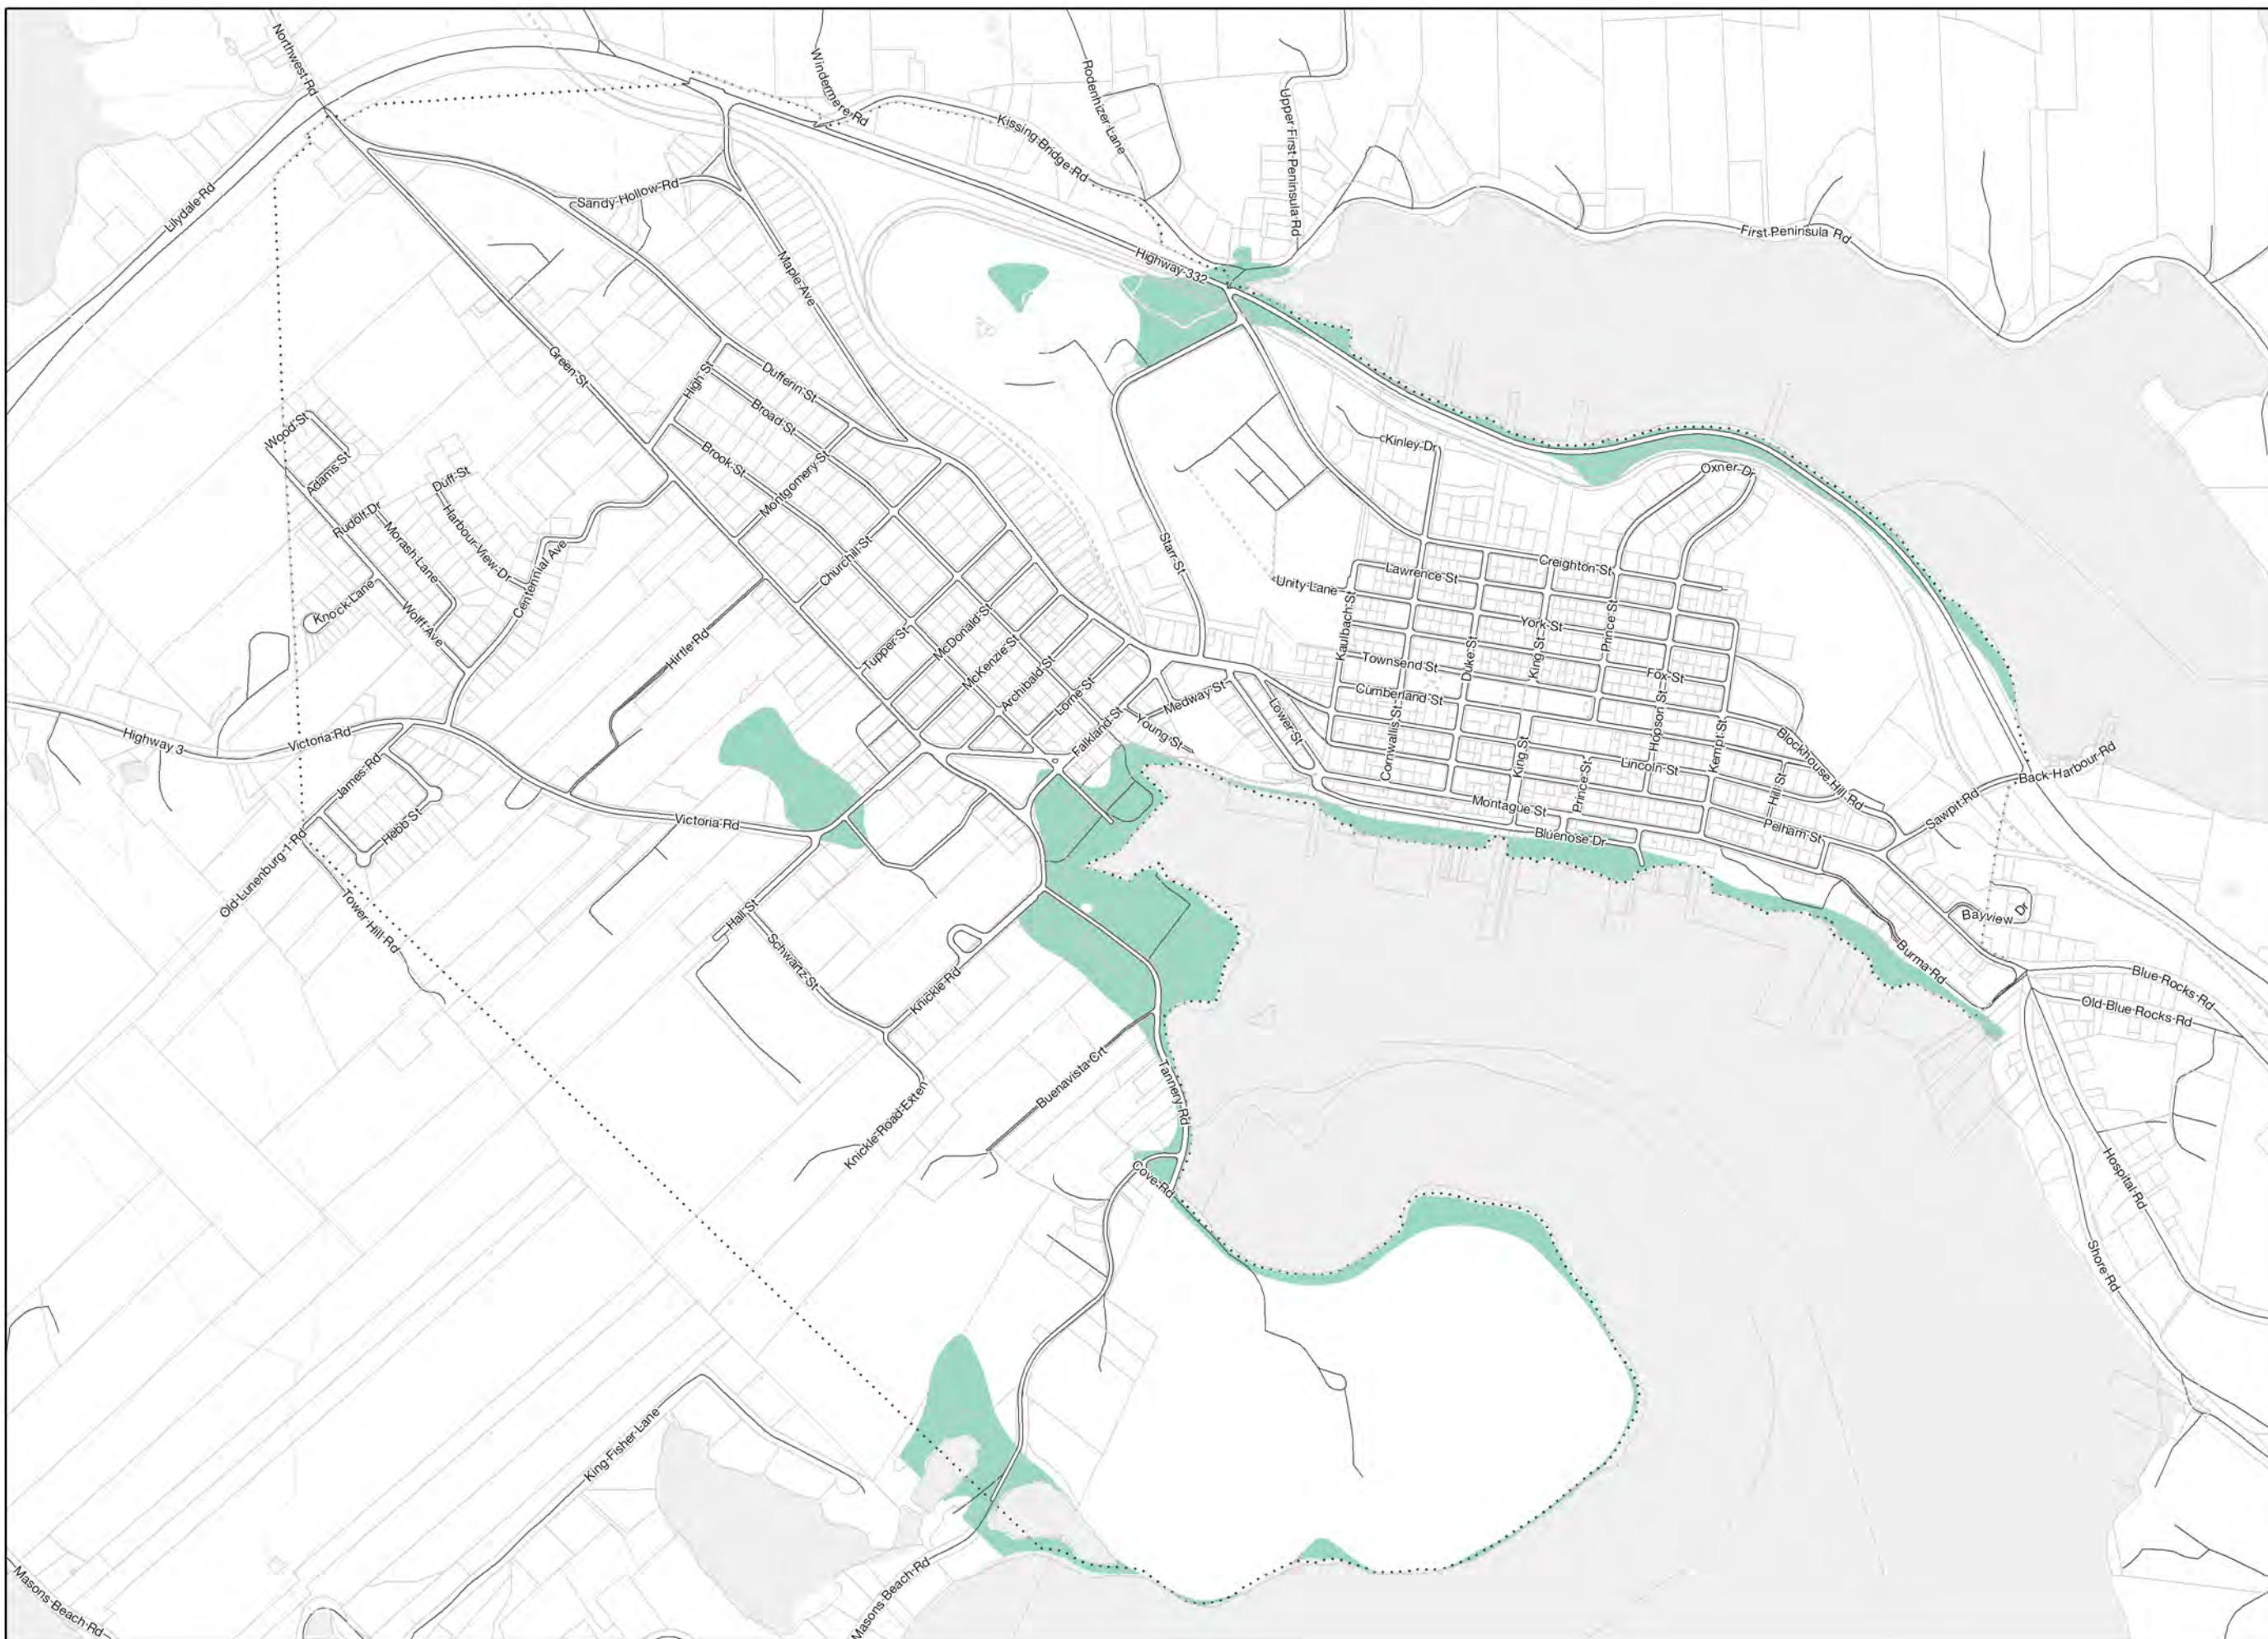 Northwest Rd
Windermere Rd
Rodenhizer Lane
Upper First Peninsula Rd
Kissing Bridge Rd
Lilydale Rd
Sandy Hollow Rd
First Peninsula Rd
Maple Ave
Highway 332
Green St
High St
Dufferin St
Broad St
Wood St
Brook St
Kinley Dr
Montgomery St
Adams St
Duff St
Oxner Dr
Rudolf Dr
Harbour View Dr
Morash Lane
Centennial Ave
Churchill St
Starr St
Creighton St
Lawrence St
Unity Lane
Knock Lane
Wolff Ave
Kaulbach St
York St
Prince St
Hirtle Rd
Tupper St
McDonald St
McKenzie St
Archibald St
Lorne St
Townsend St
Duke St
King St
Fox St
Medway St
Cumberland St
Falkland St
Young St
Lower St
Cornwallis St
Hopson St
Kempt St
Blockhouse Hill Rd
Highway 3
Victoria Rd
James Rd
King St
Lincoln St
Hill St
Back Harbour Rd
Prince St
Sawpit Rd
Hebb St
Victoria Rd
Montague St
Pelham St
Bluenose Dr
Old Lunenburg 1 Rd
Tower Hill Rd
Hall St
Schwartz St
Bayview Dr
Burma Rd
Knickle Rd
Blue Rocks Rd
Old Blue Rocks Rd
Buenavista Crt
Tannery Rd
Knickle Road Exten
Cove Rd
Hospital Rd
Shore Rd
King Fisher Lane
Masons Beach Rd
Masons Beach Rd